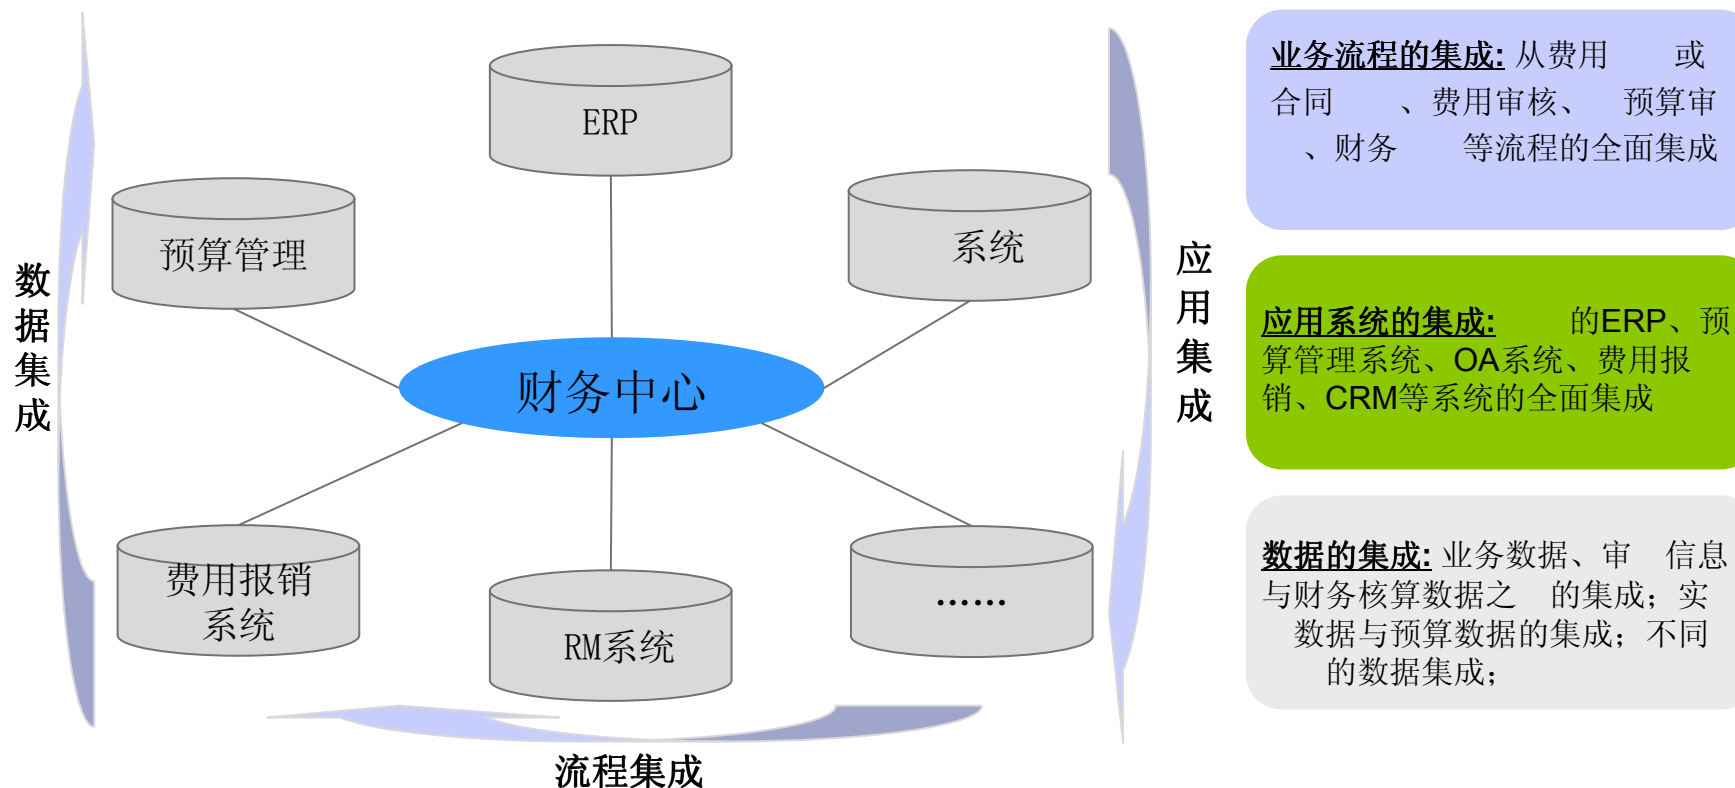 ERP
预算管理
系统
数据集成
应用集成
财务中心
费用报销
系统
RM系统
......
流程集成
业务流程的集成: 从费用 或
合同 、费用审核、 预算审
、财务 等流程的全面集成
应用系统的集成: 的ERP、预
算管理系统、OA系统、费用报
销、CRM等系统的全面集成
数据的集成: 业务数据、审 信息
与财务核算数据之 的集成；实
数据与预算数据的集成；不同
的数据集成；